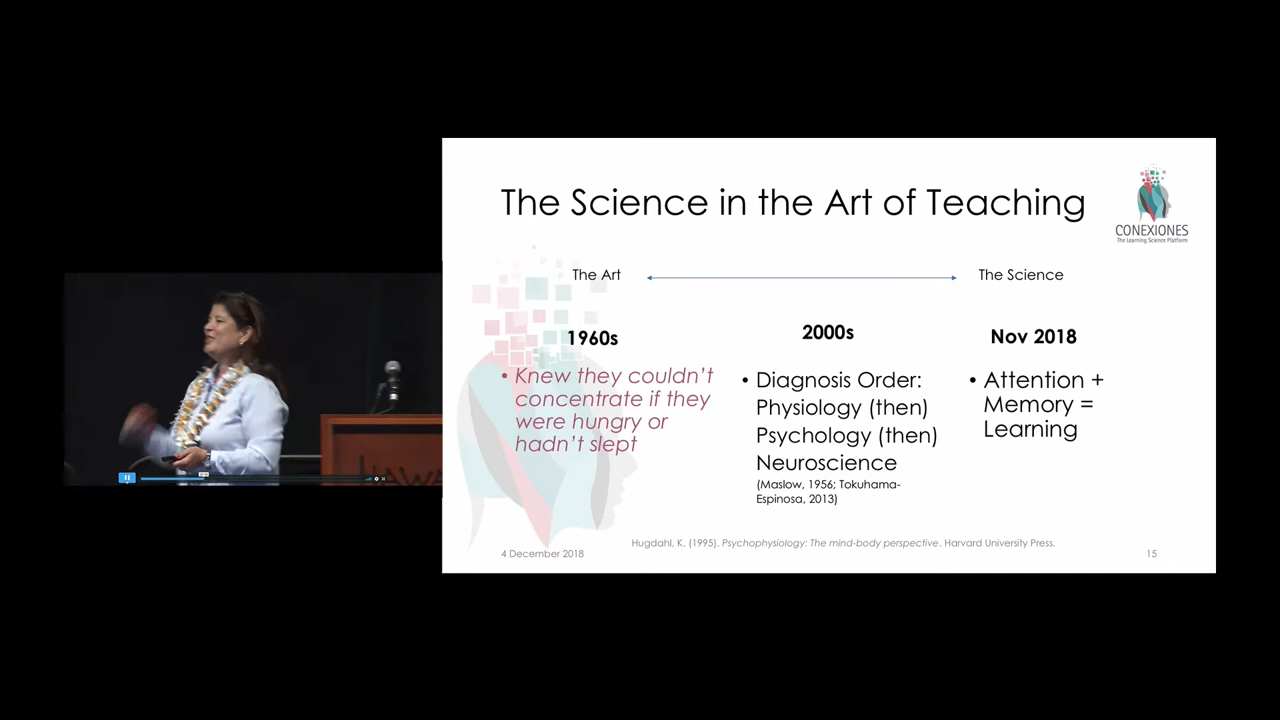 The Science in the Art of Teaching
CONEXIONES
The Learning Science Platform
The Art
The Science
1960s
• Knew they couldn't
concentrate if they
were hungry or
hadn't slept
2000s
• Diagnosis Order:
Physiology (then)
Psychology (then)
Neuroscience
(Maslow, 1956; Tokuhama-
Espinosa, 2013)
Nov 2018
• Attention +
Memory =
Learning
Hugdahl, K. (1995). Psychophysiology: The mind-body perspective. Harvard University Press.
4 December 2018
15